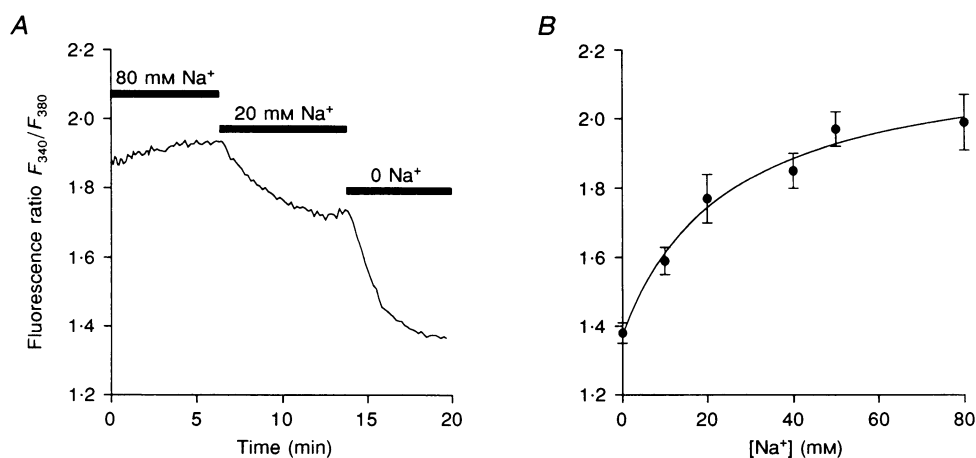 A
Fluorescence ratio F340/F380
2·2
2·0
1·8
1·6
1·4
1·2
80 mM Na+
20 mM Na+
0 Na+
0
5
10
15
20
Time (min)
B
2·2
2·0
1·8
1·6
1·4
1·2
0
20
40
60
80
[Na+] (mM)